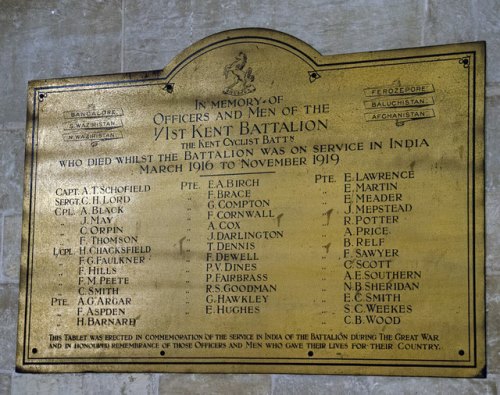 IN MEMORY OF
OFFICERS AND MEN OF THE
1/1ST KENT BATTALION
THE KENT CYCLIST BATTN
WHO DIED WHILST THE BATTALION WAS ON SERVICE IN INDIA
MARCH 1916 TO NOVEMBER 1919
BANGALORE
S. WAZIRISTAN
N. WAZIRISTAN
FEROZEPORE
BALUCHISTAN
AFGHANISTAN
CAPT. A.T. SCHOFIELD
SERGT. C.H. LORD
CPL. A. BLACK
" J. MAY
" C. ORPIN
" F. THOMSON
L/CPL H. CHACKSFIELD
" F.G. FAULKNER
" F. HILLS
" F.M. PEETE
" C. SMITH
PTE. A.G. ARGAR
" F. ASPDEN
" H. BARNARD
PTE. E.A. BIRCH
" F. BRACE
" G. COMPTON
" F. CORNWALL
" A. COX
" J. DARLINGTON
" T. DENNIS
" F. DEWELL
" P.V. DINES
" P. FAIRBRASS
" R.S. GOODMAN
" G. HAWKLEY
" E. HUGHES
PTE. E. LAWRENCE
" E. MARTIN
" E. MEADER
" J. MEPSTEAD
" R. POTTER
" A. PRICE
" B. RELF
" F. SAWYER
" G. SCOTT
" A.E. SOUTHERN
" N.B. SHERIDAN
" E.C. SMITH
" S.C. WEEKES
" C.B. WOOD
THIS TABLET WAS ERECTED IN COMMEMORATION OF THE SERVICE IN INDIA OF THE BATTALION DURING THE GREAT WAR
AND IN HONOURED REMEMBRANCE OF THOSE OFFICERS AND MEN WHO GAVE THEIR LIVES FOR THEIR COUNTRY.